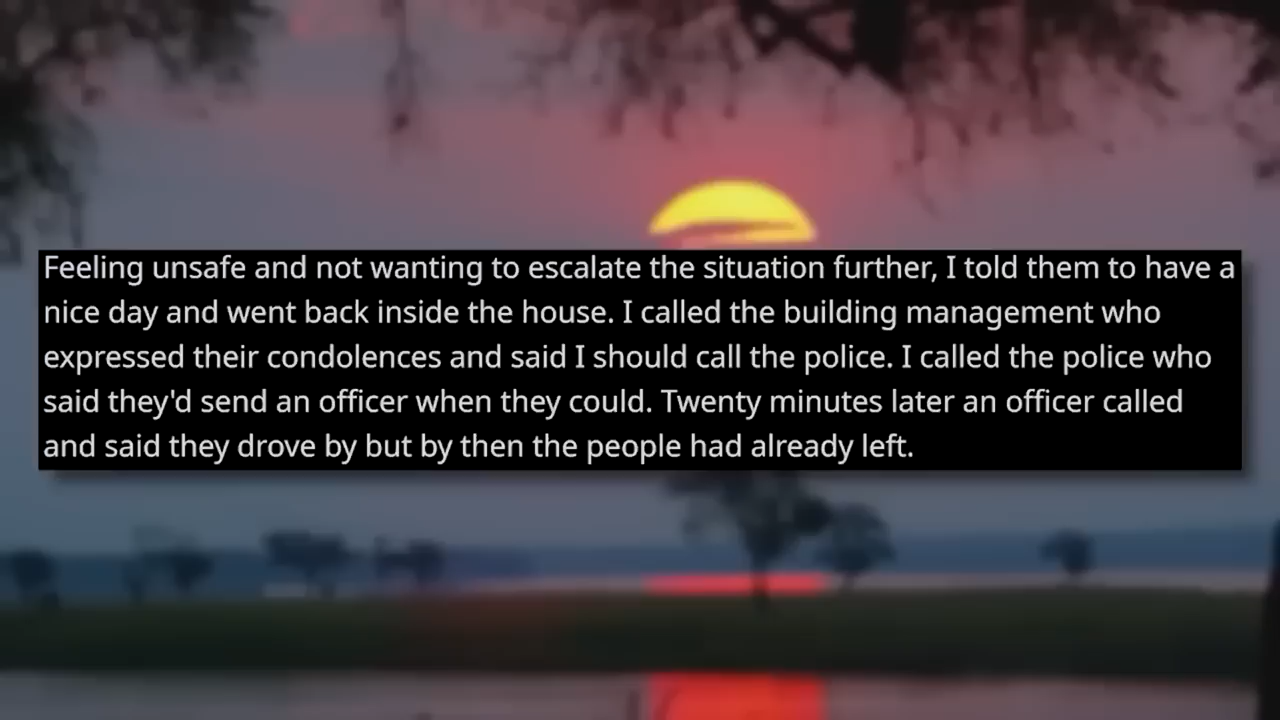 Feeling unsafe and not wanting to escalate the situation further, I told them to have a
nice day and went back inside the house. I called the building management who
expressed their condolences and said I should call the police. I called the police who
said they'd send an officer when they could. Twenty minutes later an officer called
and said they drove by but by then the people had already left.